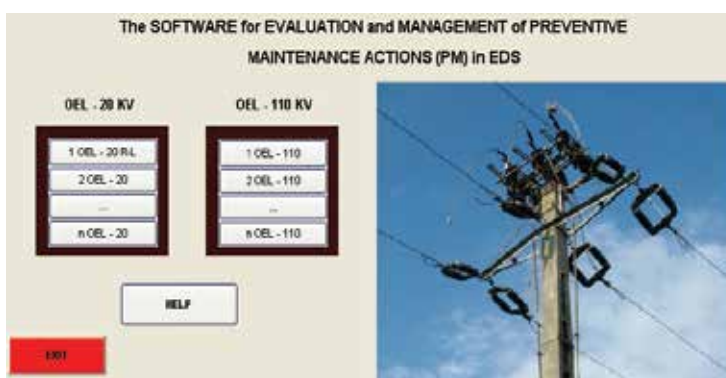 The SOFTWARE for EVALUATION and MANAGEMENT of PREVENTIVE
MAINTENANCE ACTIONS (PM) in EDS
OEL - 20 KV
OEL - 110 KV
1 OEL - 20 R-L
2 OEL - 20
...
n OEL - 20
1 OEL - 110
2 OEL - 110
...
n OEL - 110
HELP
EXIT